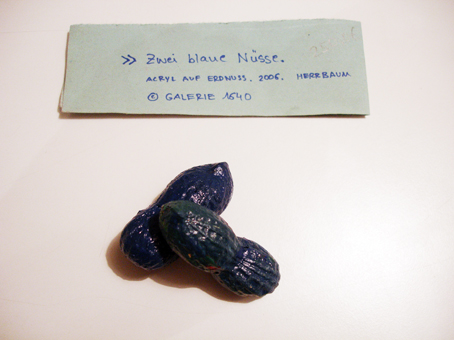 » Zwei blaue Nüsse.
ACRYL AUF ERDNUSS. 2006. HERRBAUM
© GALERIE 1640